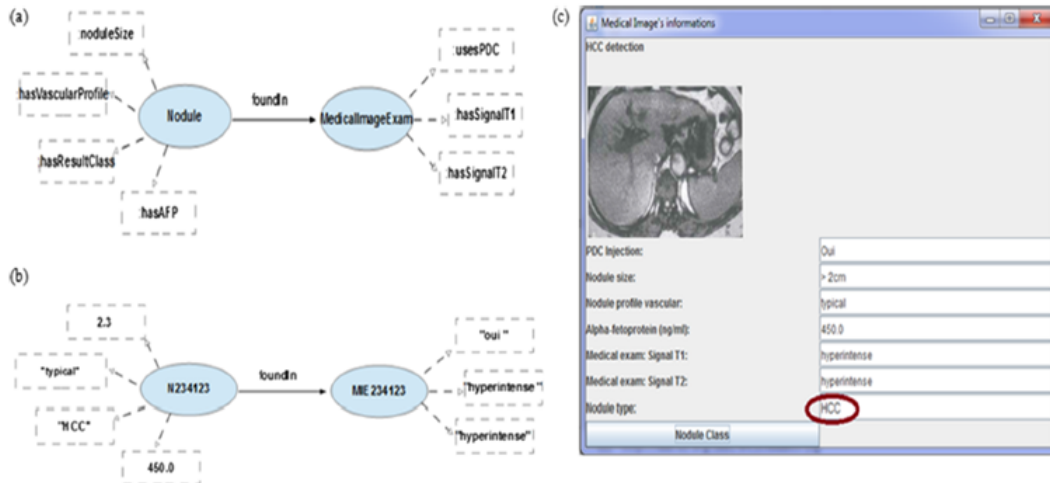 (a)
:noduleSize
:hasVascularProfile
:hasResultClass
:hasAFP
Nodule
foundIn
MedicalImageExam
:usesPDC
:hasSignalT1
:hasSignalT2
(b)
2.3
"typical"
"HCC"
450.0
N234123
foundIn
MIE234123
"oui "
"hyperintense "
"hyperintense"
(c)
Medical Image's informations
HCC detection
PDC Injection: Oui
Nodule size: > 2cm
Nodule profile vascular: typical
Alpha-fetoprotein (ng/ml): 450.0
Medical exam: Signal T1: hyperintense
Medical exam: Signal T2: hyperintense
Nodule type: HCC
Nodule Class